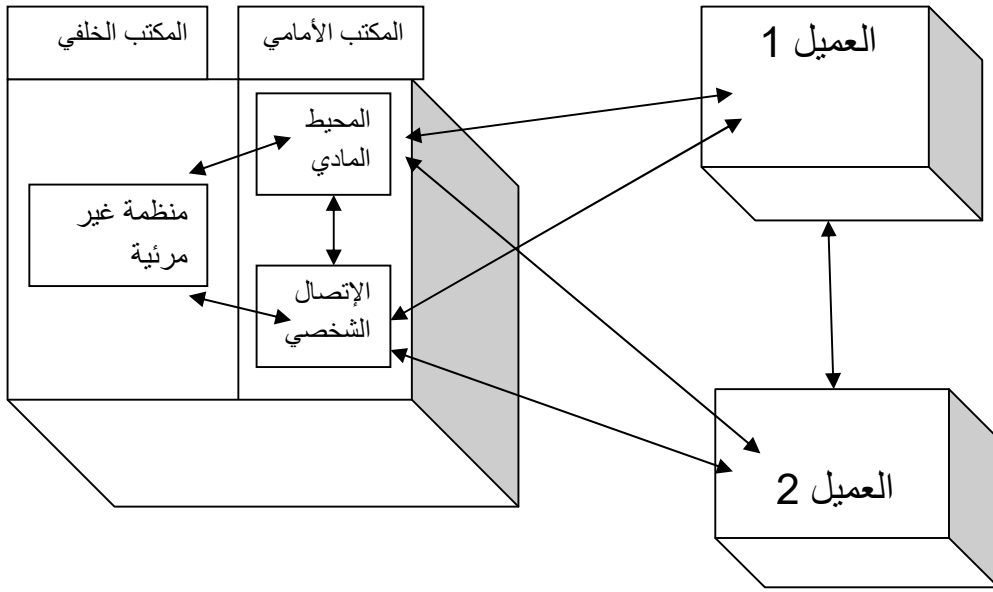 العميل 1
المكتب الأمامي
المكتب الخلفي
المحيط
المادي
منظمة غير
مرئية
الإتصال
الشخصي
العميل 2